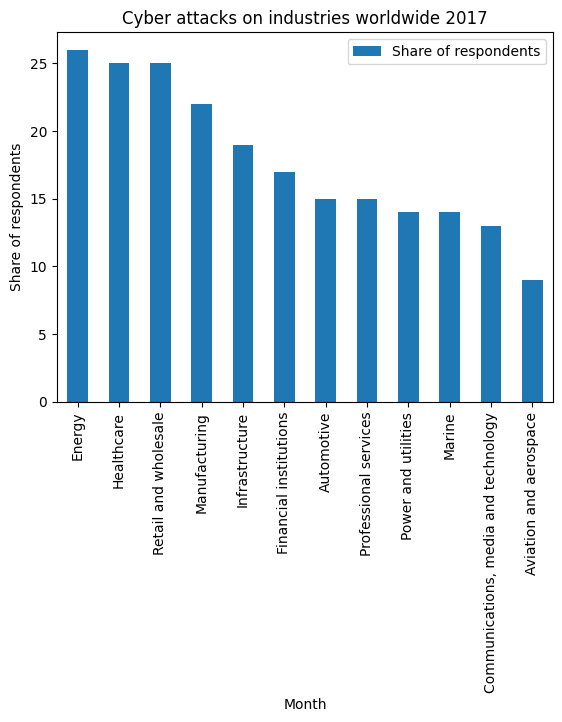 Cyber attacks on industries worldwide 2017
Share of respondents
Share of respondents
25
20
15
10
5
0
Energy
Healthcare
Retail and wholesale
Manufacturing
Infrastructure
Financial institutions
Automotive
Professional services
Power and utilities
Marine
Communications, media and technology
Aviation and aerospace
Month